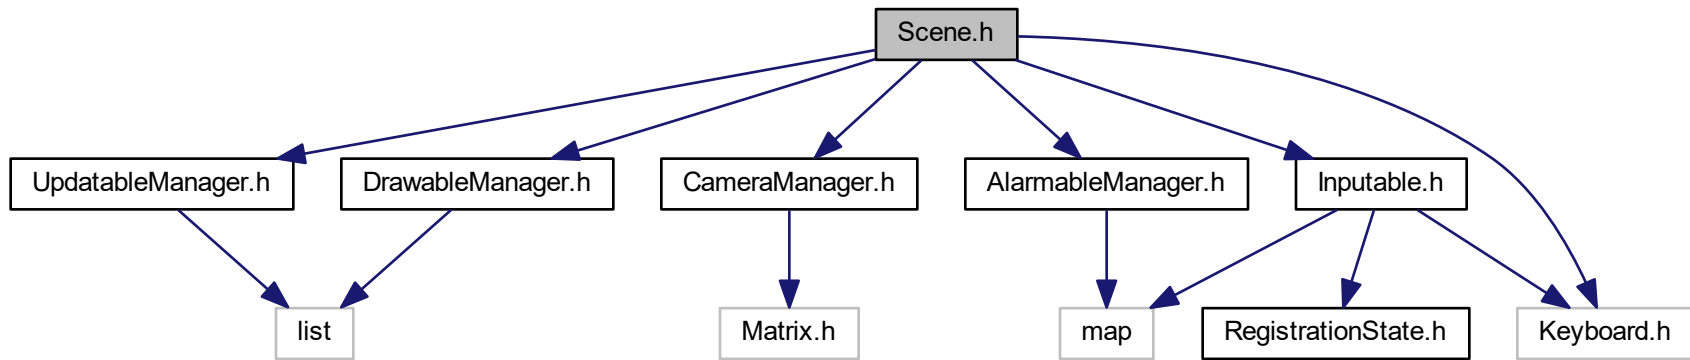 Scene.h
UpdatableManager.h
DrawableManager.h
CameraManager.h
AlarmableManager.h
Inputable.h
list
Matrix.h
map
RegistrationState.h
Keyboard.h